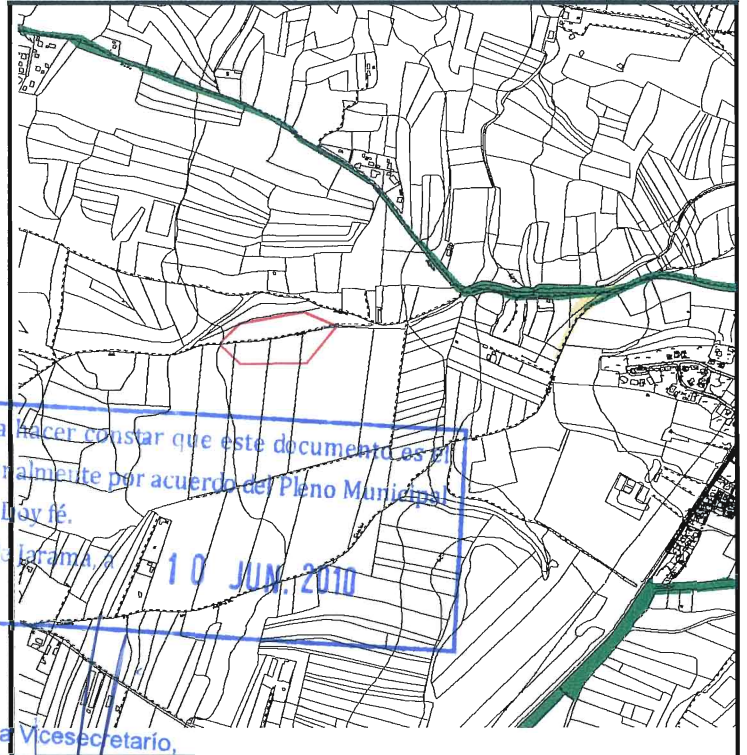 a hacer constar que este documento es el
nalmente por acuerdo del Pleno Municipal
Doy fé.
e Jarama, a
10 JUN. 2010
a Vicesecretario,